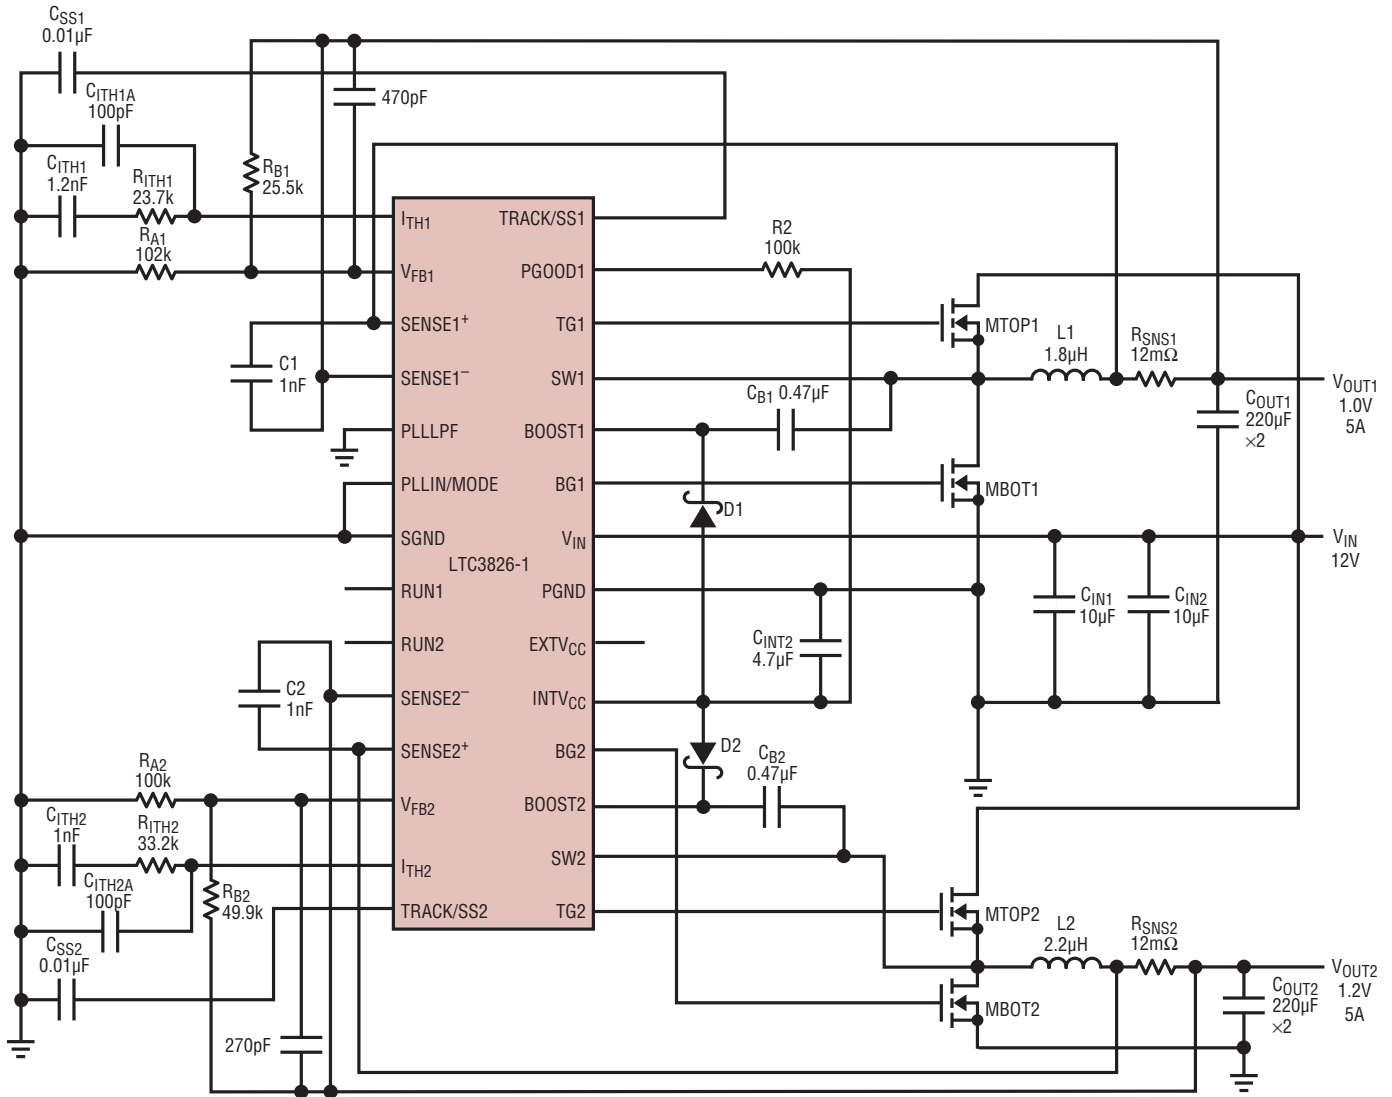 CSS1
0.01µF
CITH1A
100pF
CITH1
1.2nF
RITH1
23.7k
RA1
102k
RB1
25.5k
470pF
C1
1nF
ITH1
VFB1
SENSE1+
SENSE1–
PLLLPF
PLLIN/MODE
SGND
RUN1
RUN2
SENSE2–
SENSE2+
VFB2
ITH2
TRACK/SS2
LTC3826-1
TRACK/SS1
PGOOD1
TG1
SW1
BOOST1
BG1
VIN
PGND
EXTVCC
INTVCC
BG2
BOOST2
SW2
TG2
R2
100k
MTOP1
L1
1.8µH
RSNS1
12mΩ
CB1 0.47µF
VOUT1
1.0V
5A
COUT1
220µF
×2
D1
MBOT1
VIN
12V
CIN1
10µF
CIN2
10µF
CINT2
4.7µF
C2
1nF
D2
CB2
0.47µF
RA2
100k
CITH2
1nF
RITH2
33.2k
CITH2A
100pF
RB2
49.9k
CSS2
0.01µF
270pF
MTOP2
L2
2.2µH
RSNS2
12mΩ
MBOT2
VOUT2
1.2V
5A
COUT2
220µF
×2